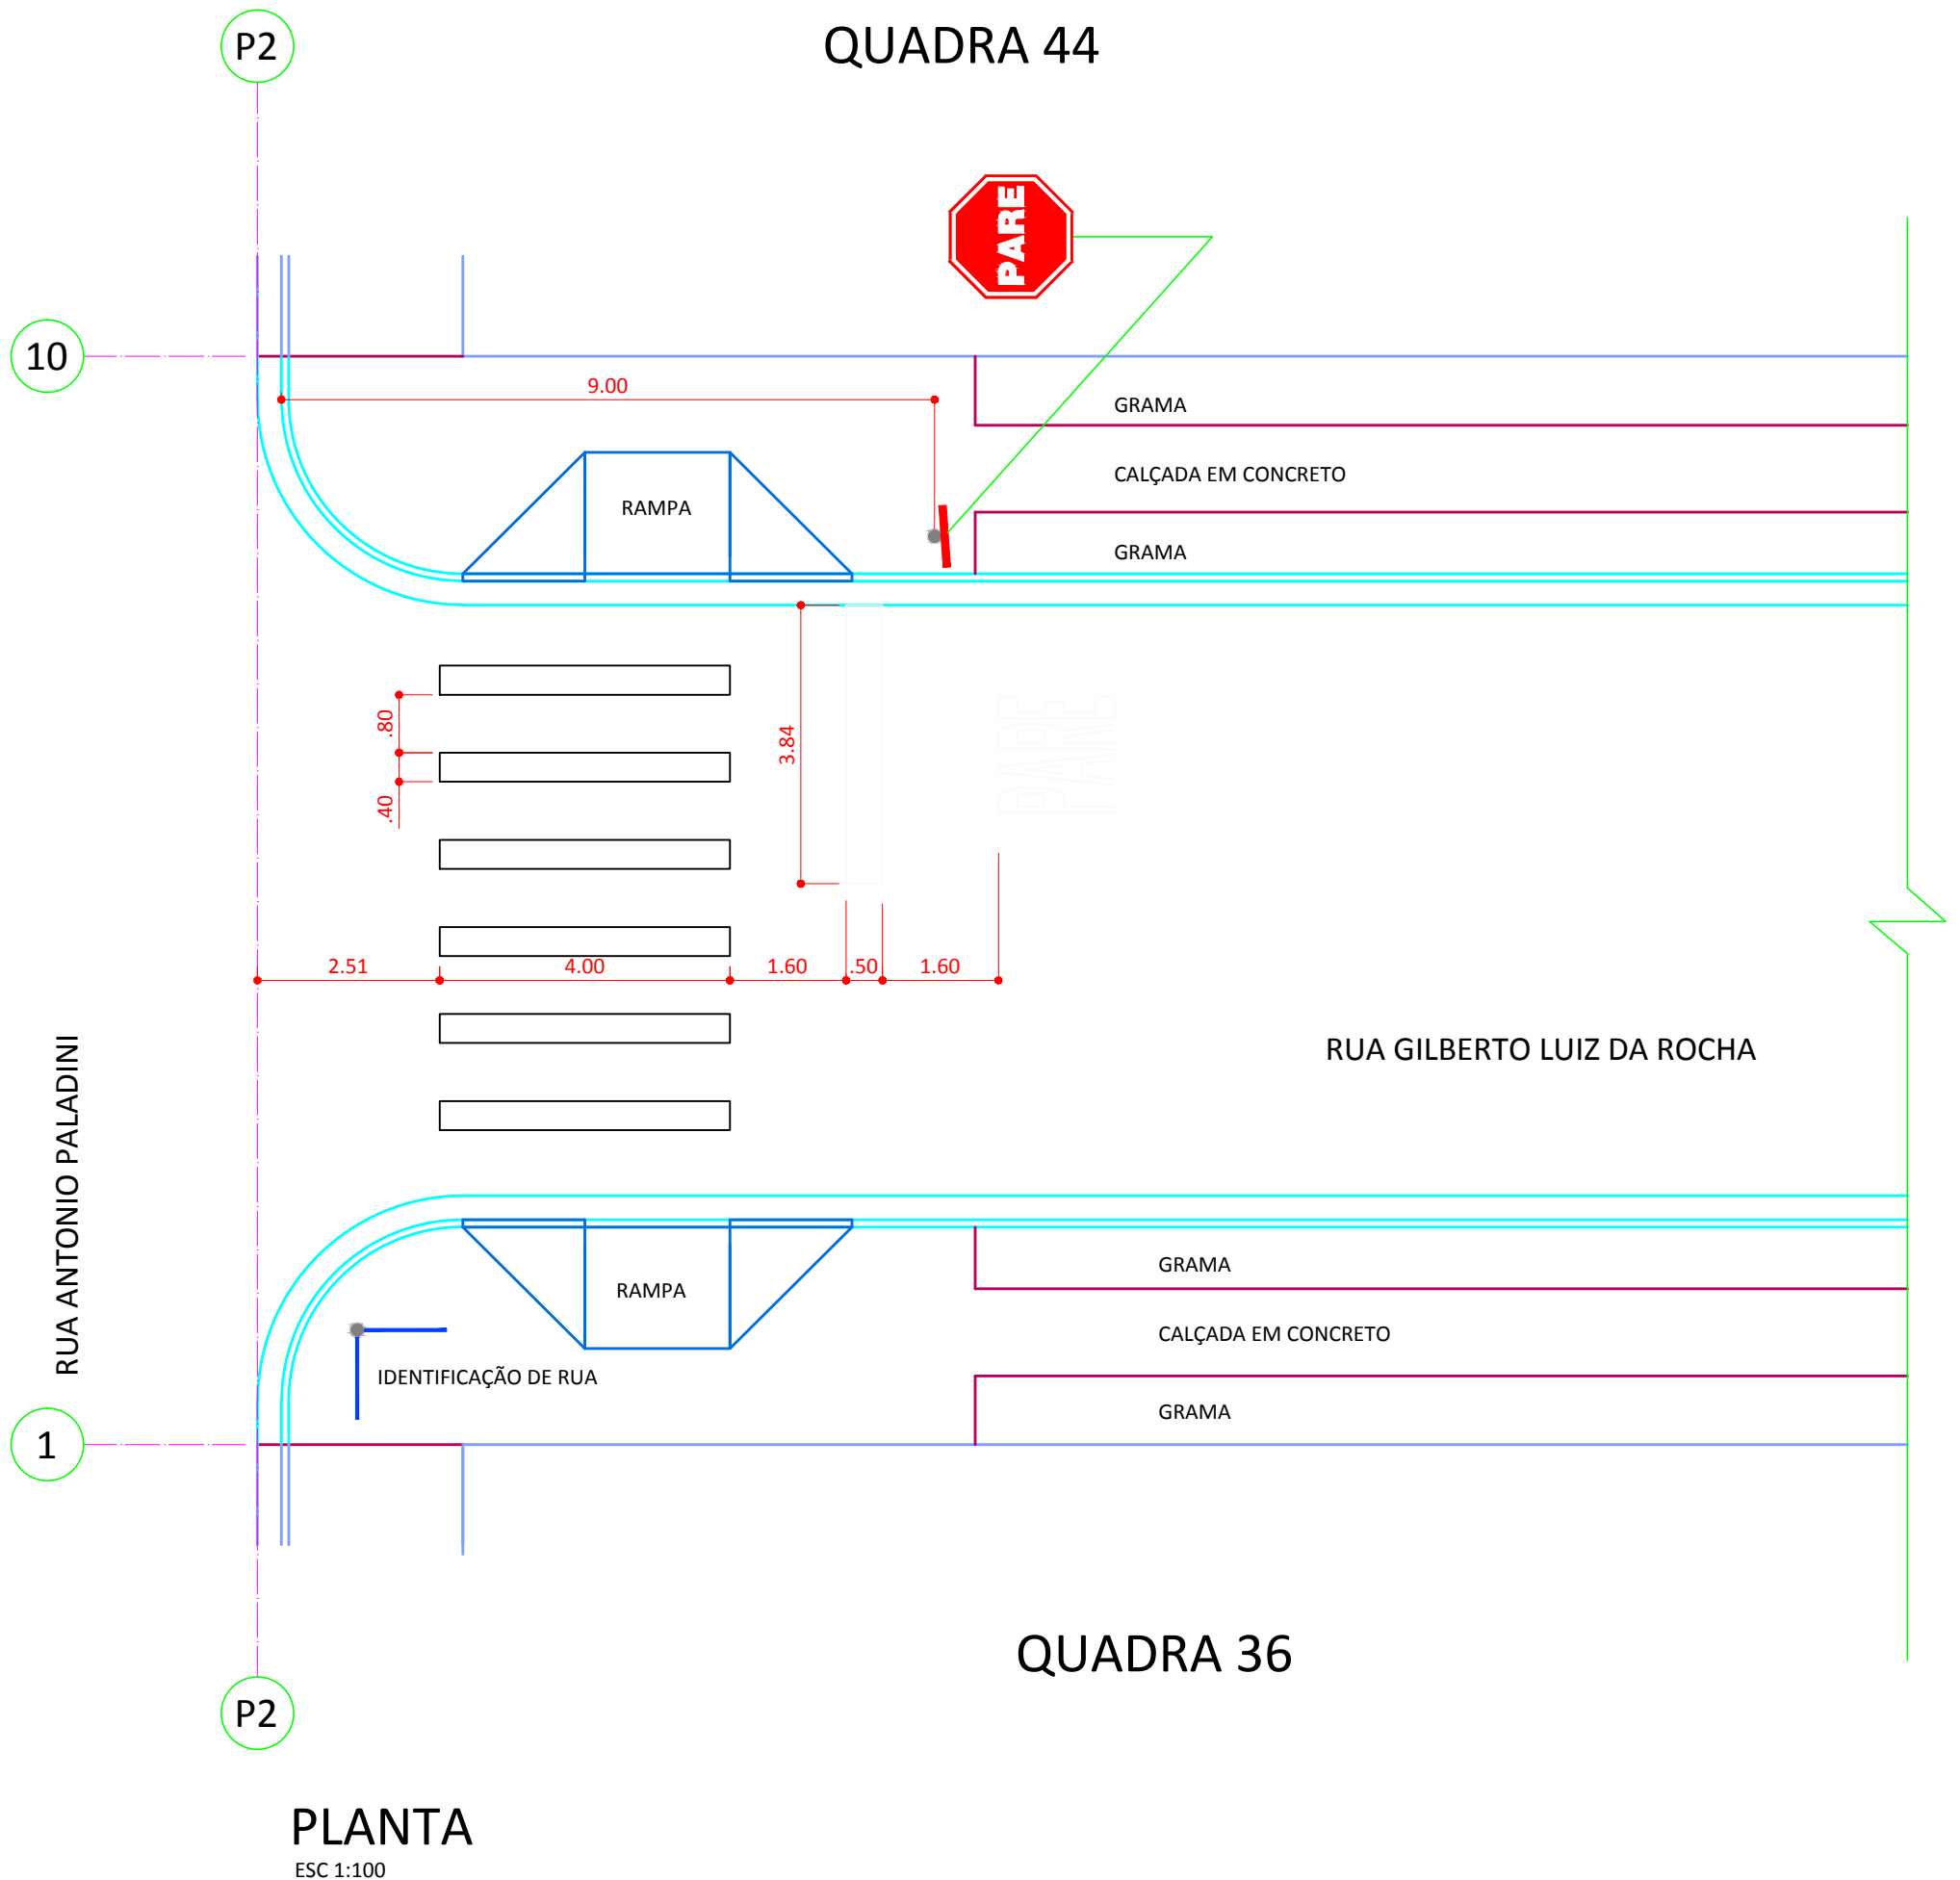 P2
QUADRA 44
PARE
10
9.00
GRAMA
CALÇADA EM CONCRETO
RAMPA
GRAMA
.80
3.84
PARE
.40
2.51
4.00
1.60
.50
1.60
RUA GILBERTO LUIZ DA ROCHA
RUA ANTONIO PALADINI
GRAMA
RAMPA
CALÇADA EM CONCRETO
IDENTIFICAÇÃO DE RUA
GRAMA
1
QUADRA 36
P2
PLANTA
ESC 1:100